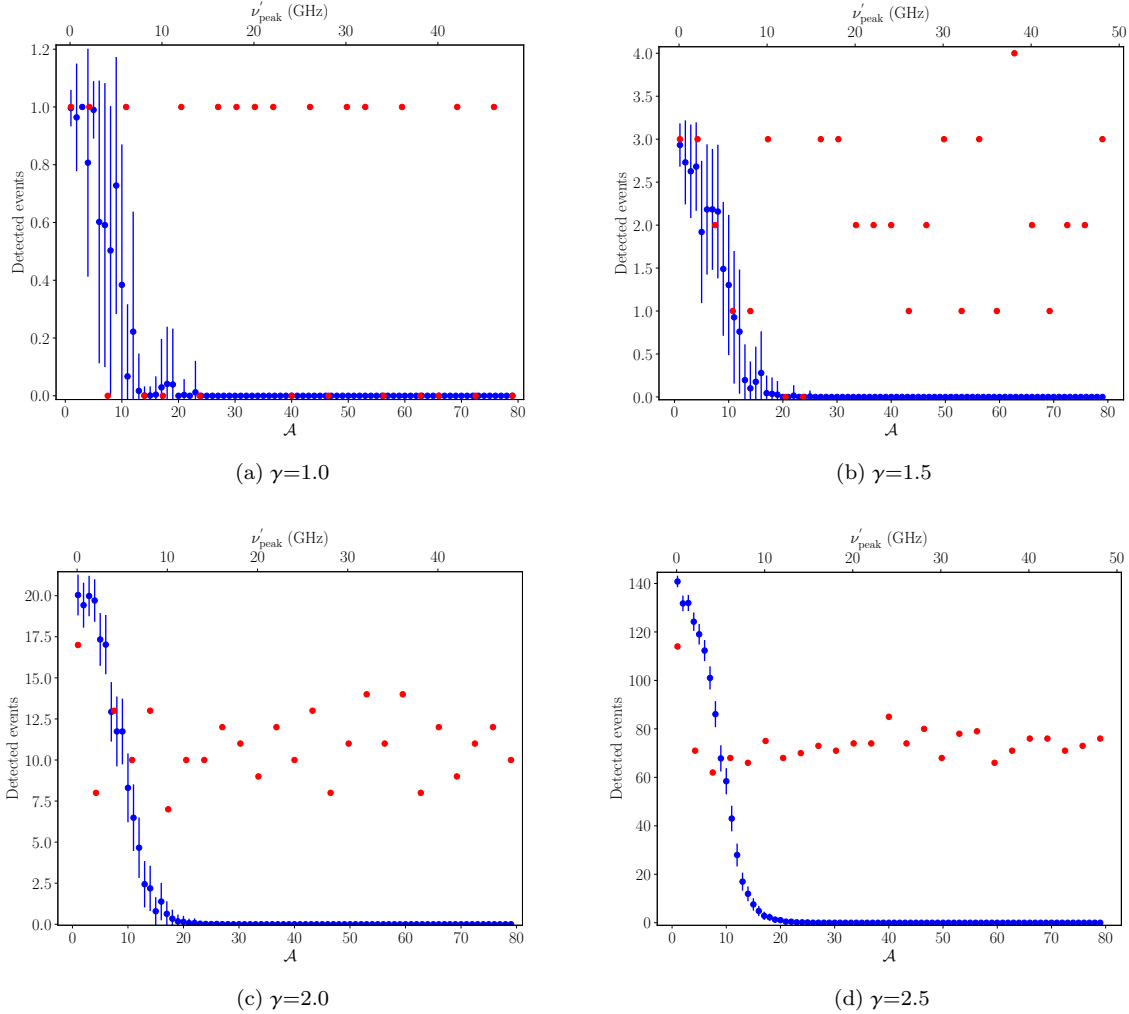 ν′peak (GHz)
0 10 20 30 40
1.2
1.0
0.8
0.6
0.4
0.2
0.0
Detected events
0 10 20 30 40 50 60 70 80
𝒜
(a) γ=1.0
ν′peak (GHz)
0 10 20 30 40 50
4.0
3.5
3.0
2.5
2.0
1.5
1.0
0.5
0.0
Detected events
0 10 20 30 40 50 60 70 80
𝒜
(b) γ=1.5
ν′peak (GHz)
0 10 20 30 40
20.0
17.5
15.0
12.5
10.0
7.5
5.0
2.5
0.0
Detected events
0 10 20 30 40 50 60 70 80
𝒜
(c) γ=2.0
ν′peak (GHz)
0 10 20 30 40 50
140
120
100
80
60
40
20
0
Detected events
0 10 20 30 40 50 60 70 80
𝒜
(d) γ=2.5